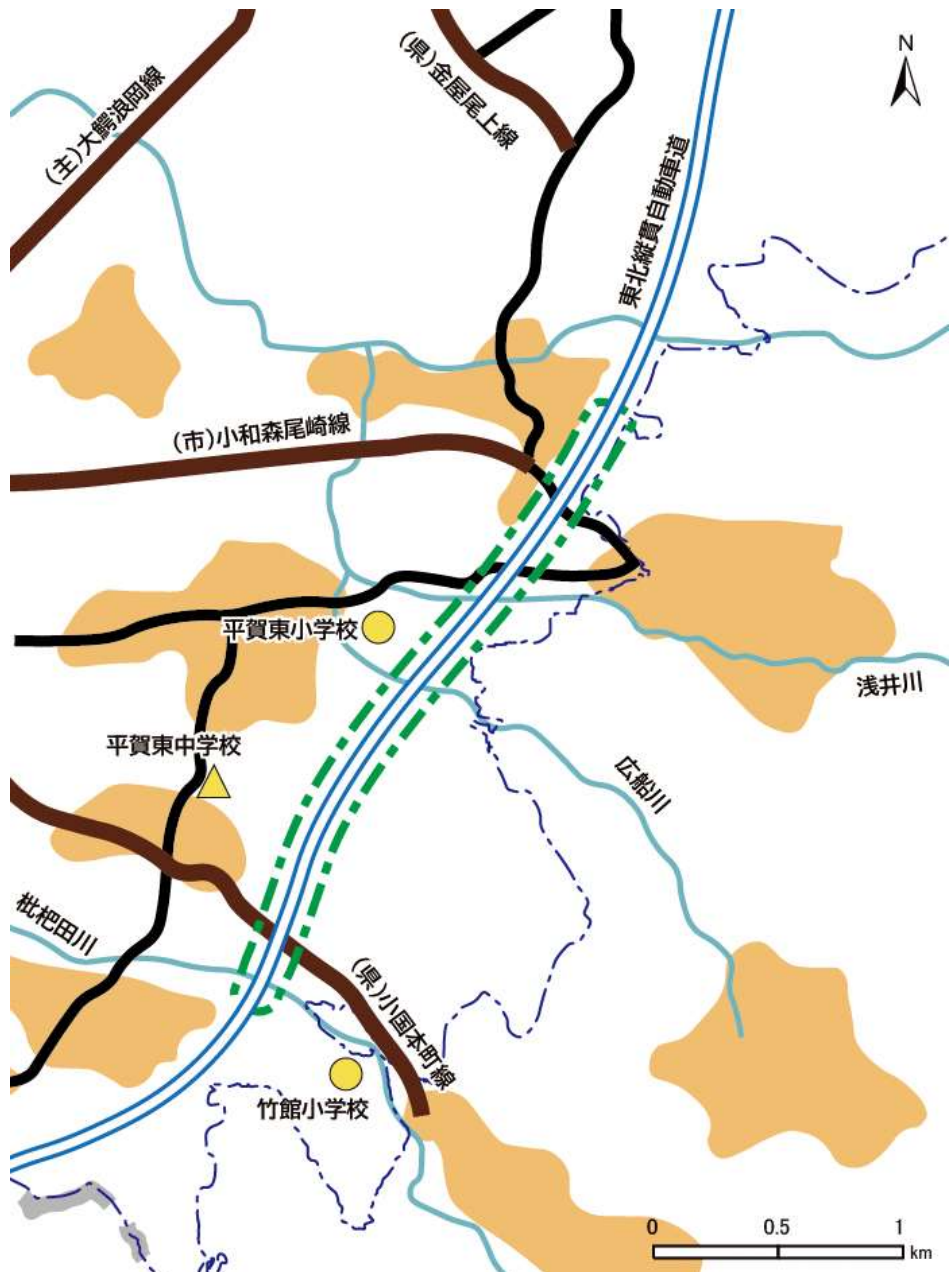 (主)大鰐浪岡線
(県)金屋尾上線
N
東北縦貫自動車道
(市)小和森尾崎線
平賀東小学校
浅井川
平賀東中学校
広船川
枇杷田川
(県)小国本町線
竹館小学校
0 0.5 1
km